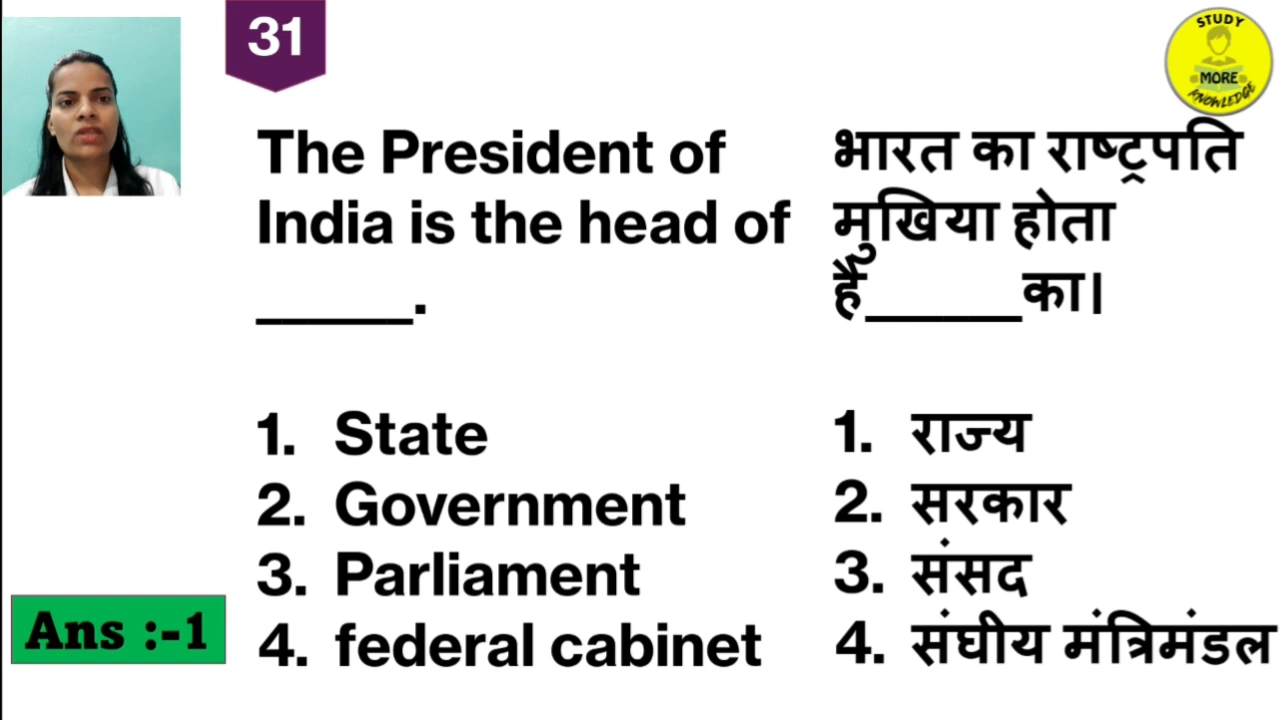 31
STUDY
MORE
KNOWLEDGE
The President of
India is the head of
______.
1. State
2. Government
3. Parliament
4. federal cabinet
भारत का राष्ट्रपति
मुखिया होता
है______का।
1. राज्य
2. सरकार
3. संसद
4. संघीय मंत्रिमंडल
Ans :-1